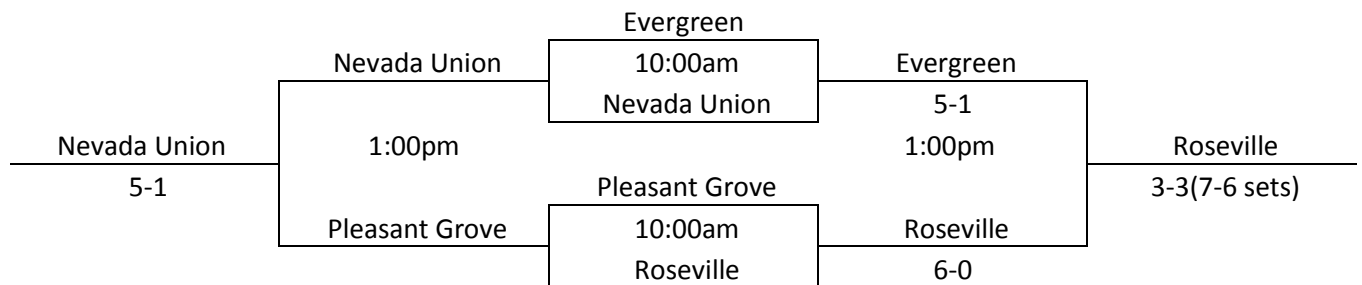 Evergreen
Nevada Union 10:00am Evergreen
Nevada Union 5-1
Nevada Union 1:00pm 1:00pm Roseville
5-1 Pleasant Grove 3-3(7-6 sets)
Pleasant Grove 10:00am Roseville
Roseville 6-0